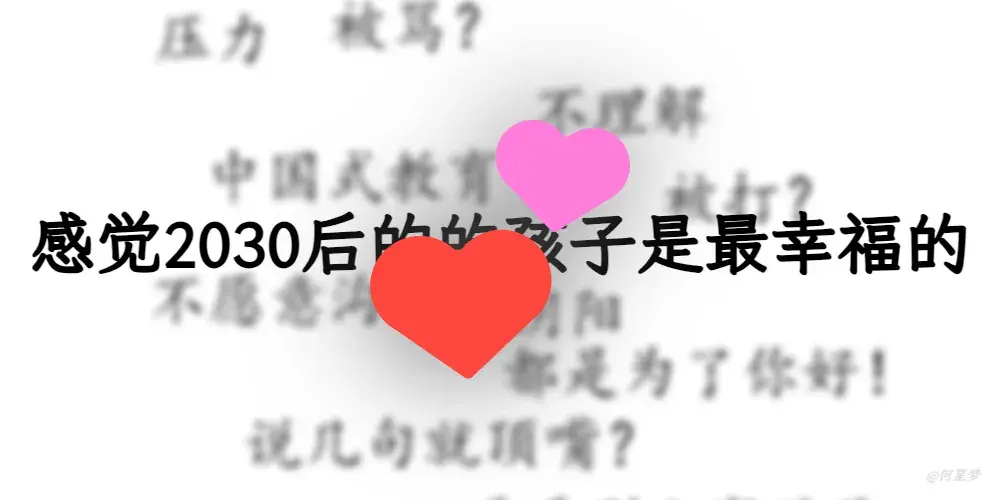 压力
被骂？
不理解
中国式教育
被打？
感觉2030后的的孩子是最幸福的
不愿意沟
阴阳
都是为了你好！
说几句就顶嘴？
@何星梦